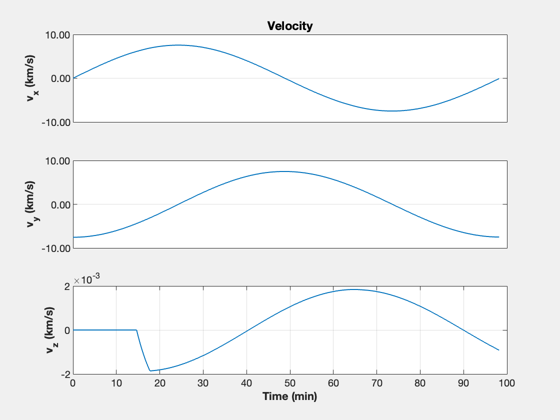 Velocity
10.00
0.00
-10.00
v_x (km/s)
10.00
0.00
-10.00
v_y (km/s)
×10^-3
2
0
-2
v_z (km/s)
0 10 20 30 40 50 60 70 80 90 100
Time (min)